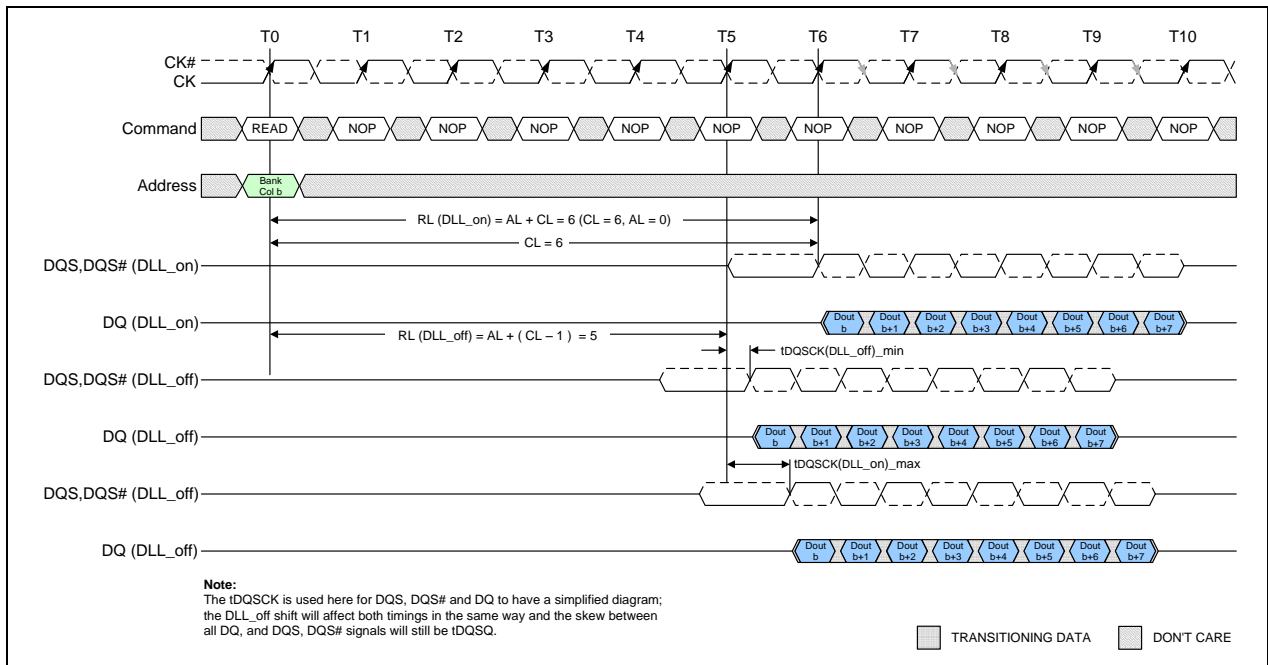 T0 T1 T2 T3 T4 T5 T6 T7 T8 T9 T10
CK#
CK
Command READ NOP NOP NOP NOP NOP NOP NOP NOP NOP NOP
Address Bank Col b
RL (DLL_on) = AL + CL = 6 (CL = 6, AL = 0)
CL = 6
DQS,DQS# (DLL_on)
DQ (DLL_on) Dout b Dout b+1 Dout b+2 Dout b+3 Dout b+4 Dout b+5 Dout b+6 Dout b+7
RL (DLL_off) = AL + ( CL – 1 ) = 5
tDQSCK(DLL_off)_min
DQS,DQS# (DLL_off)
DQ (DLL_off) Dout b Dout b+1 Dout b+2 Dout b+3 Dout b+4 Dout b+5 Dout b+6 Dout b+7
tDQSCK(DLL_on)_max
DQS,DQS# (DLL_off)
DQ (DLL_off) Dout b Dout b+1 Dout b+2 Dout b+3 Dout b+4 Dout b+5 Dout b+6 Dout b+7
Note:
The tDQSCK is used here for DQS, DQS# and DQ to have a simplified diagram;
the DLL_off shift will affect both timings in the same way and the skew between
all DQ, and DQS, DQS# signals will still be tDQSQ.
TRANSITIONING DATA DON'T CARE